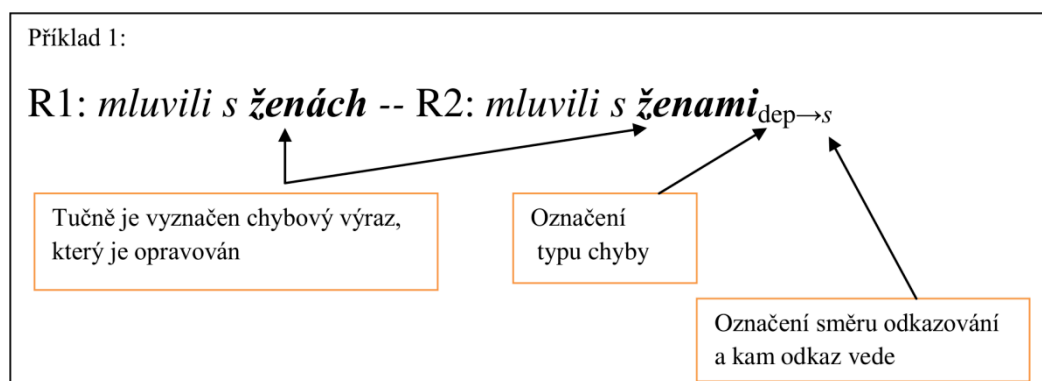 Příklad 1:
R1: mluvili s ženách -- R2: mluvili s ženami dep→s
Tučně je vyznačen chybový výraz,
který je opravován
Označení
typu chyby
Označení směru odkazování
a kam odkaz vede